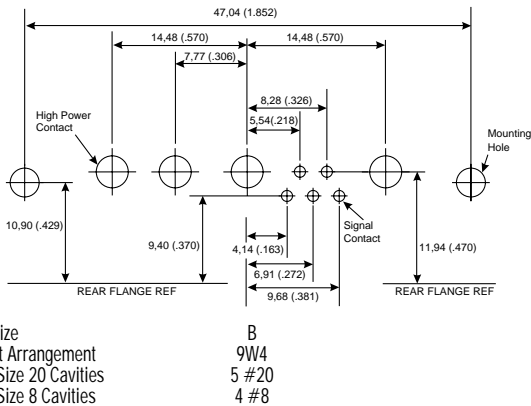 47,04 (1.852)
14,48 (.570)
14,48 (.570)
7,77 (.306)
8,28 (.326)
5,54(.218)
High Power
Contact
Mounting
Hole
10,90 (.429)
9,40 (.370)
4,14 (.163)
Signal
Contact
11,94 (.470)
6,91 (.272)
REAR FLANGE REF
9,68 (.381)
REAR FLANGE REF
ize B
t Arrangement 9W4
Size 20 Cavities 5 #20
Size 8 Cavities 4 #8